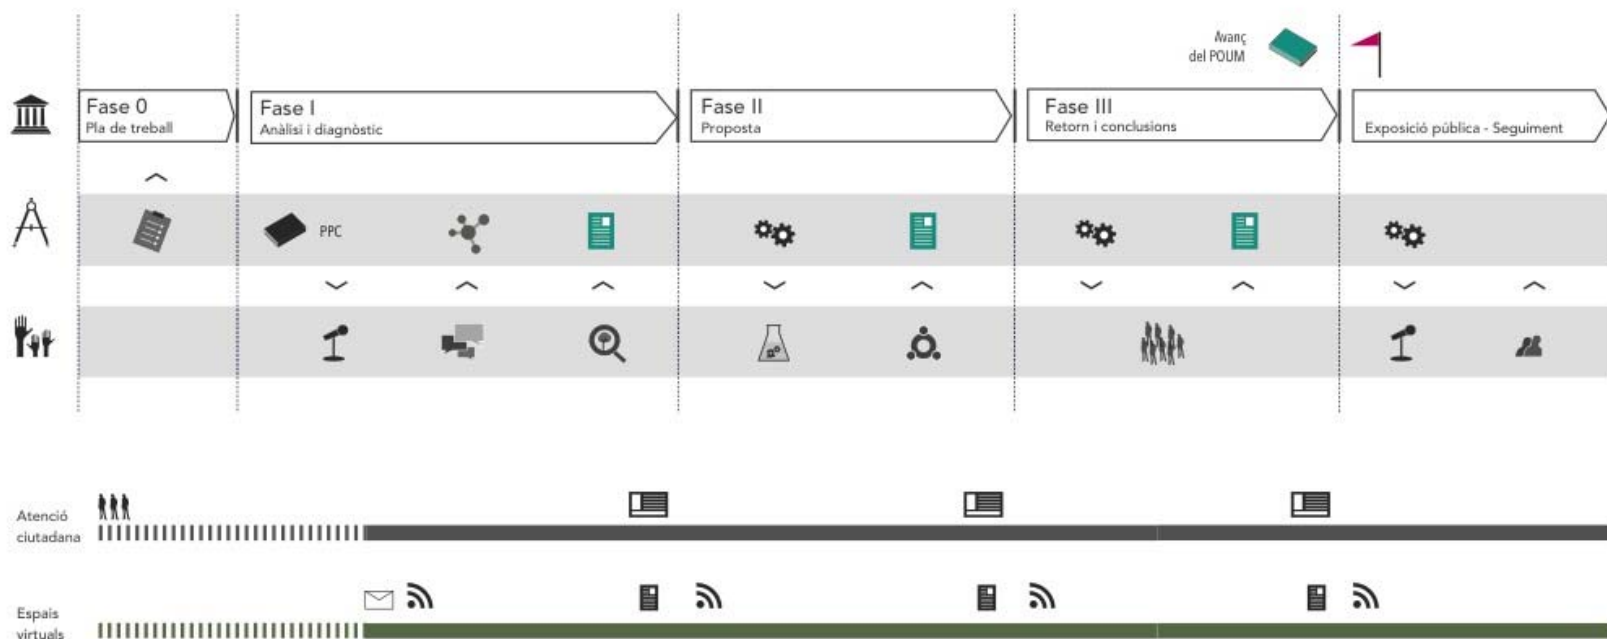 Avanç
del POUM
Fase 0
Pla de treball
Fase I
Anàlisi i diagnòstic
Fase II
Proposta
Fase III
Retorn i conclusions
Exposició pública - Seguiment
PPC
Atenció
ciutadana
Espais
virtuals